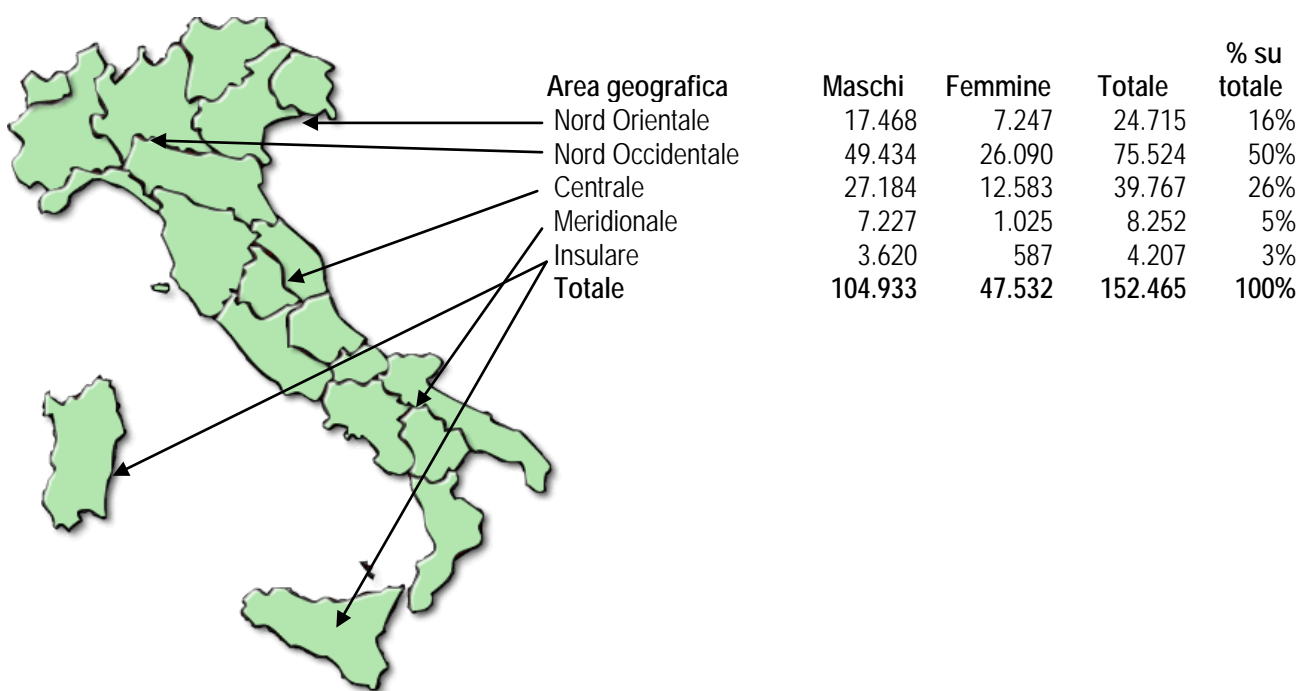 % su
Area geografica Maschi Femmine Totale totale
Nord Orientale 17.468 7.247 24.715 16%
Nord Occidentale 49.434 26.090 75.524 50%
Centrale 27.184 12.583 39.767 26%
Meridionale 7.227 1.025 8.252 5%
Insulare 3.620 587 4.207 3%
Totale 104.933 47.532 152.465 100%